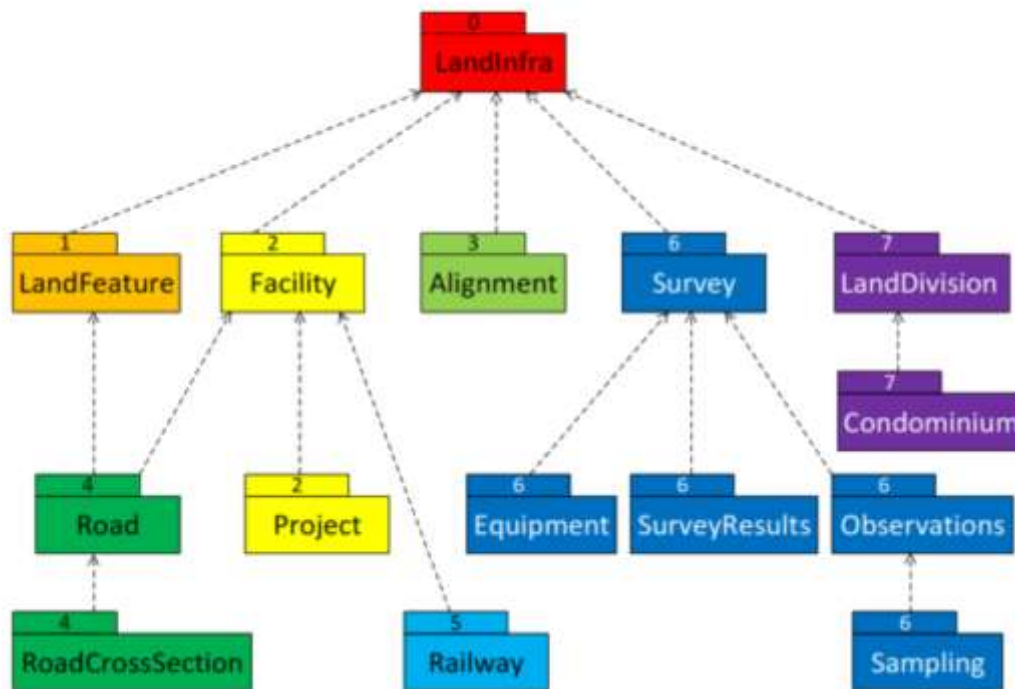 0
LandInfra
1
LandFeature
2
Facility
3
Alignment
6
Survey
7
LandDivision
7
Condominium
4
Road
2
Project
6
Equipment
6
SurveyResults
6
Observations
4
RoadCrossSection
5
Railway
6
Sampling